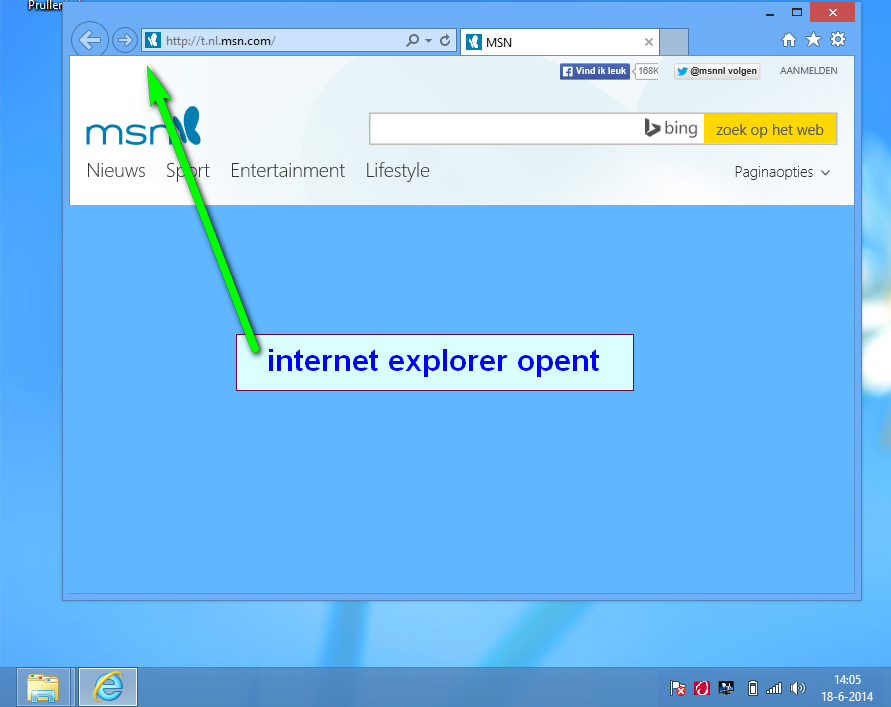 http://t.nl.msn.com/
MSN
Vind ik leuk
168K
@msnnl volgen
AANMELDEN
msn
bing
zoek op het web
Nieuws
Sport
Entertainment
Lifestyle
Paginaopties
internet explorer opent
14:05
18-6-2014